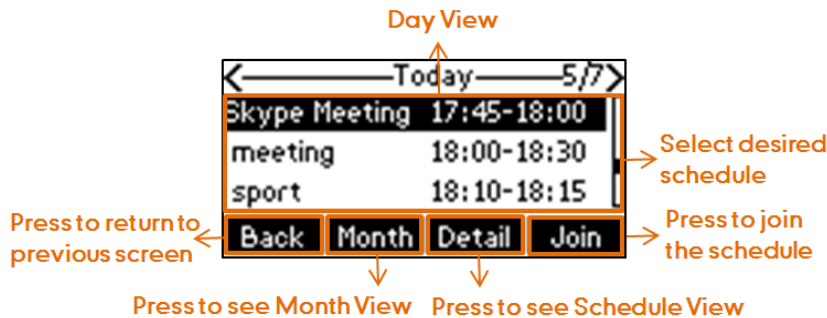 Day View
Today 5/7
Skype Meeting 17:45-18:00
meeting 18:00-18:30
sport 18:10-18:15
Select desired
schedule
Back Month Detail Join
Press to return to
previous screen
Press to join
the schedule
Press to see Month View Press to see Schedule View